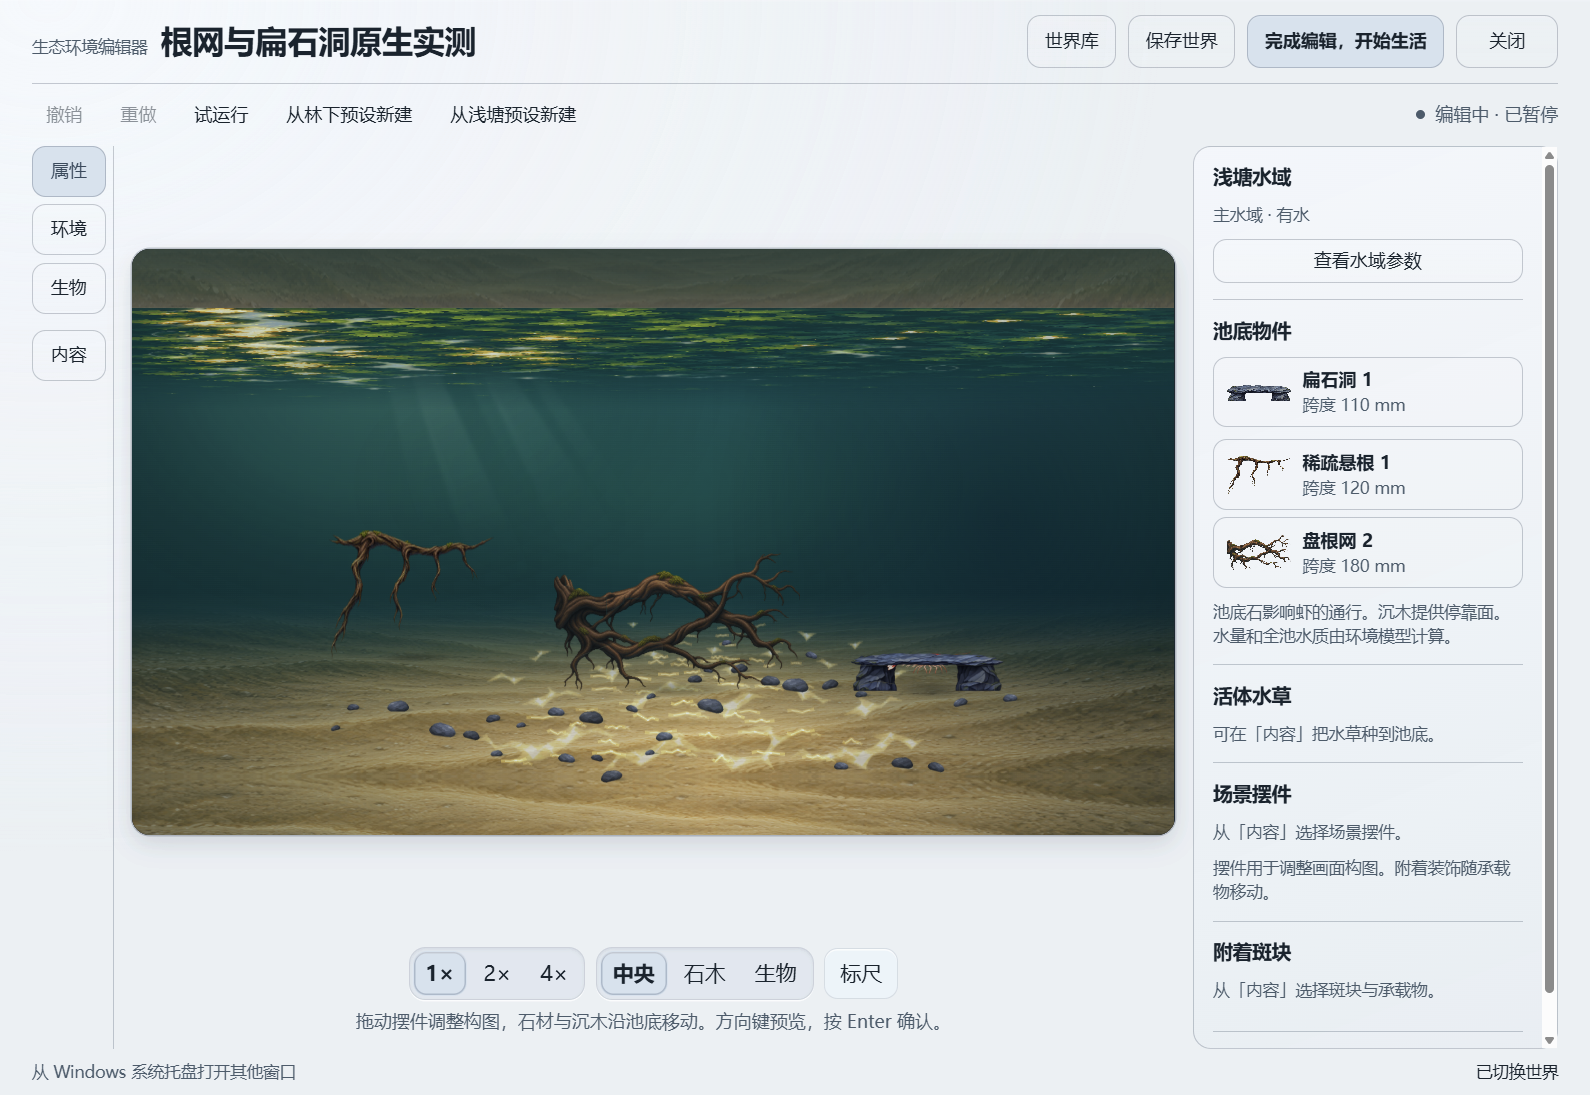 生态环境编辑器 根网与扁石洞原生实测
世界库 保存世界 完成编辑，开始生活 关闭
撤销 重做 试运行 从林下预设新建 从浅塘预设新建
编辑中 · 已暂停
属性
环境
生物
内容
浅塘水域
主水域 · 有水
查看水域参数
池底物件
扁石洞 1
跨度 110 mm
稀疏悬根 1
跨度 120 mm
盘根网 2
跨度 180 mm
池底石影响虾的通行。沉木提供停靠面。
水量和全池水质由环境模型计算。
活体水草
可在「内容」把水草种到池底。
场景摆件
从「内容」选择场景摆件。
摆件用于调整画面构图。附着装饰随承载
物移动。
附着斑块
从「内容」选择斑块与承载物。
1× 2× 4× 中央 石木 生物 标尺
拖动摆件调整构图，石材与沉木沿池底移动。方向键预览，按 Enter 确认。
从 Windows 系统托盘打开其他窗口
已切换世界